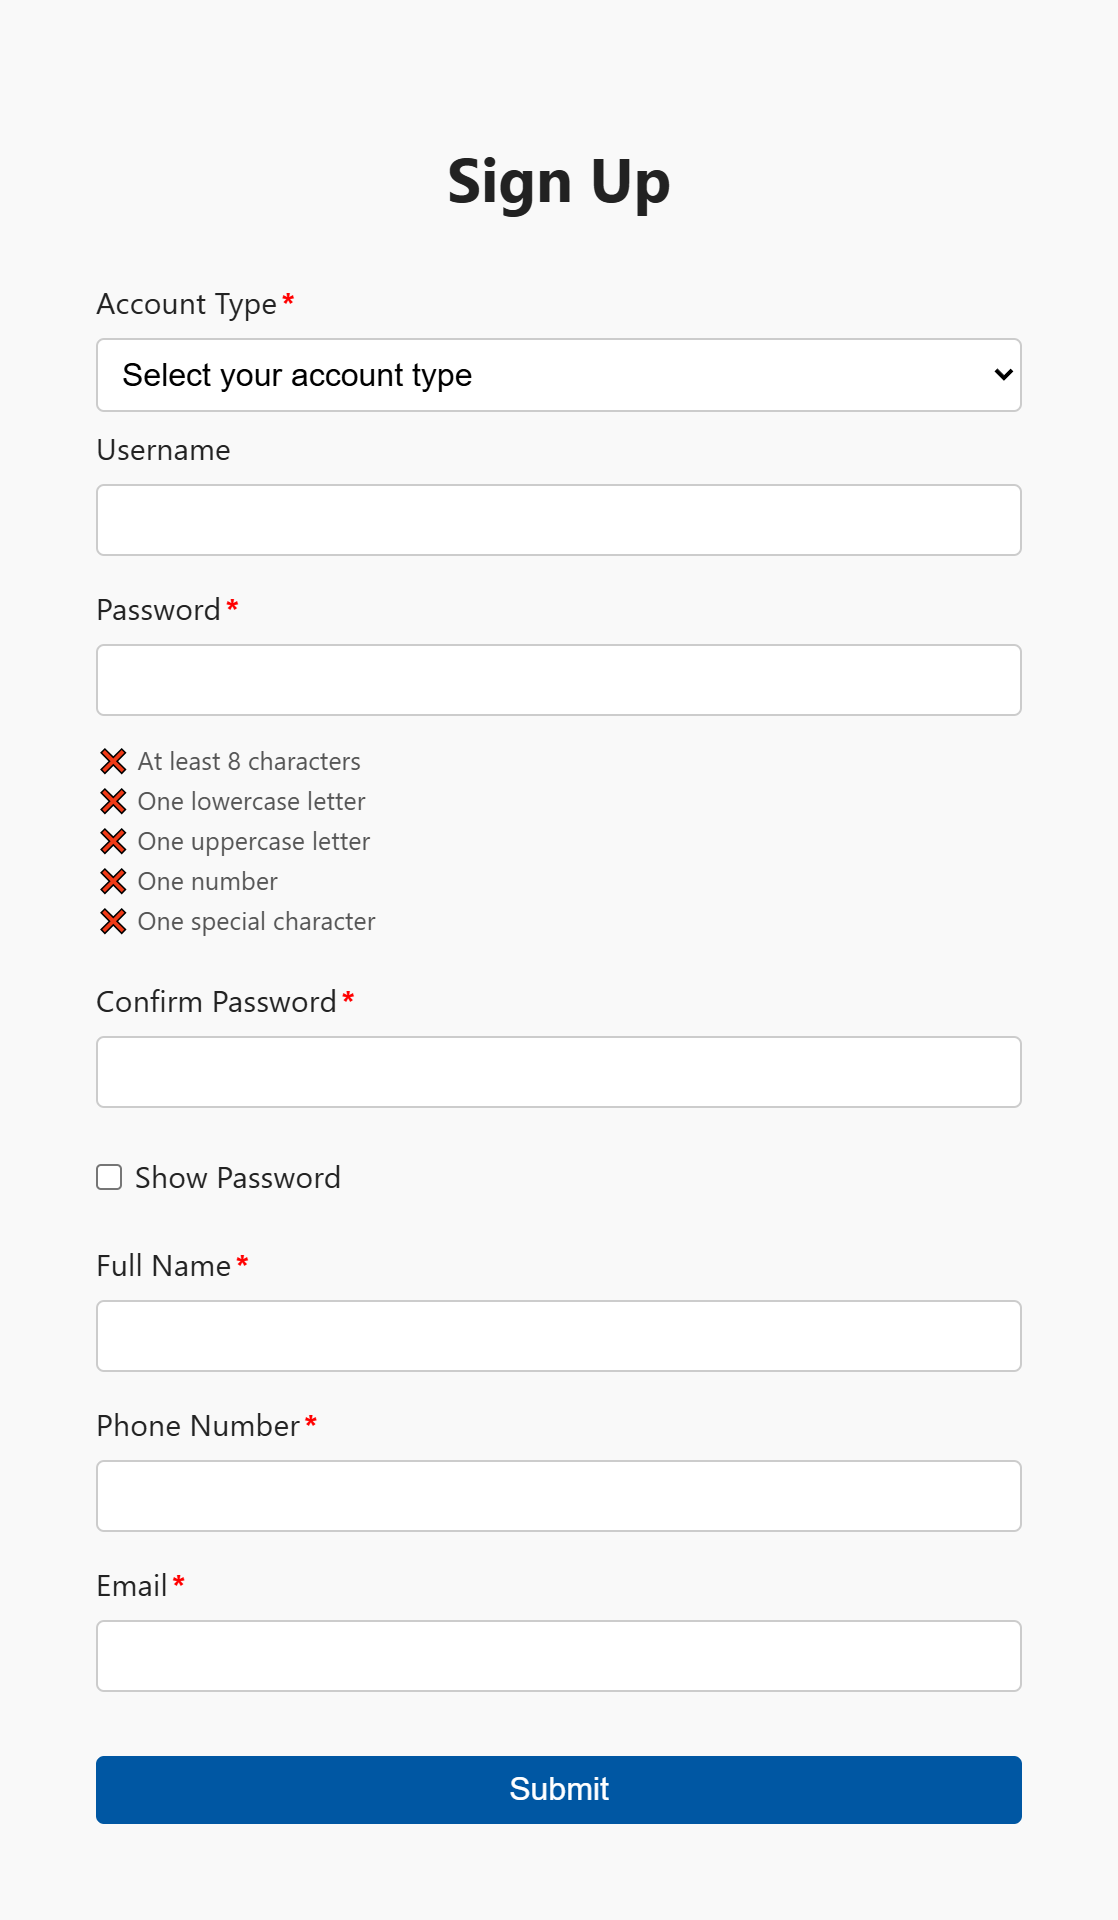 Sign Up
Account Type*
Select your account type
Username
Password*
❌ At least 8 characters
❌ One lowercase letter
❌ One uppercase letter
❌ One number
❌ One special character
Confirm Password*
Show Password
Full Name*
Phone Number*
Email*
Submit